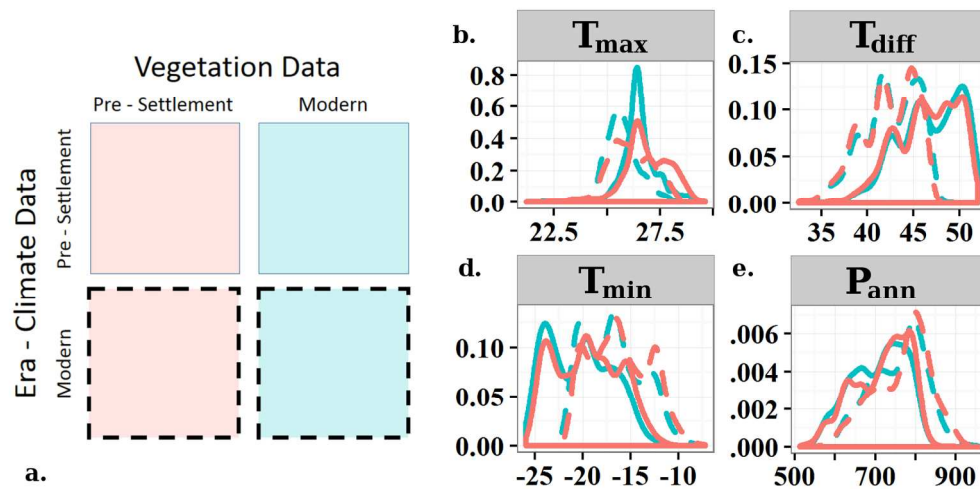 Vegetation Data
Pre - Settlement
Modern
Era - Climate Data
Pre - Settlement
Modern
a.
b.
Tmax
0.8
0.6
0.4
0.2
0.0
22.5
27.5
c.
Tdiff
0.15
0.10
0.05
0.00
35
40
45
50
d.
Tmin
0.10
0.05
0.00
-25
-20
-15
-10
e.
Pann
.006
.004
.002
.000
500
700
900